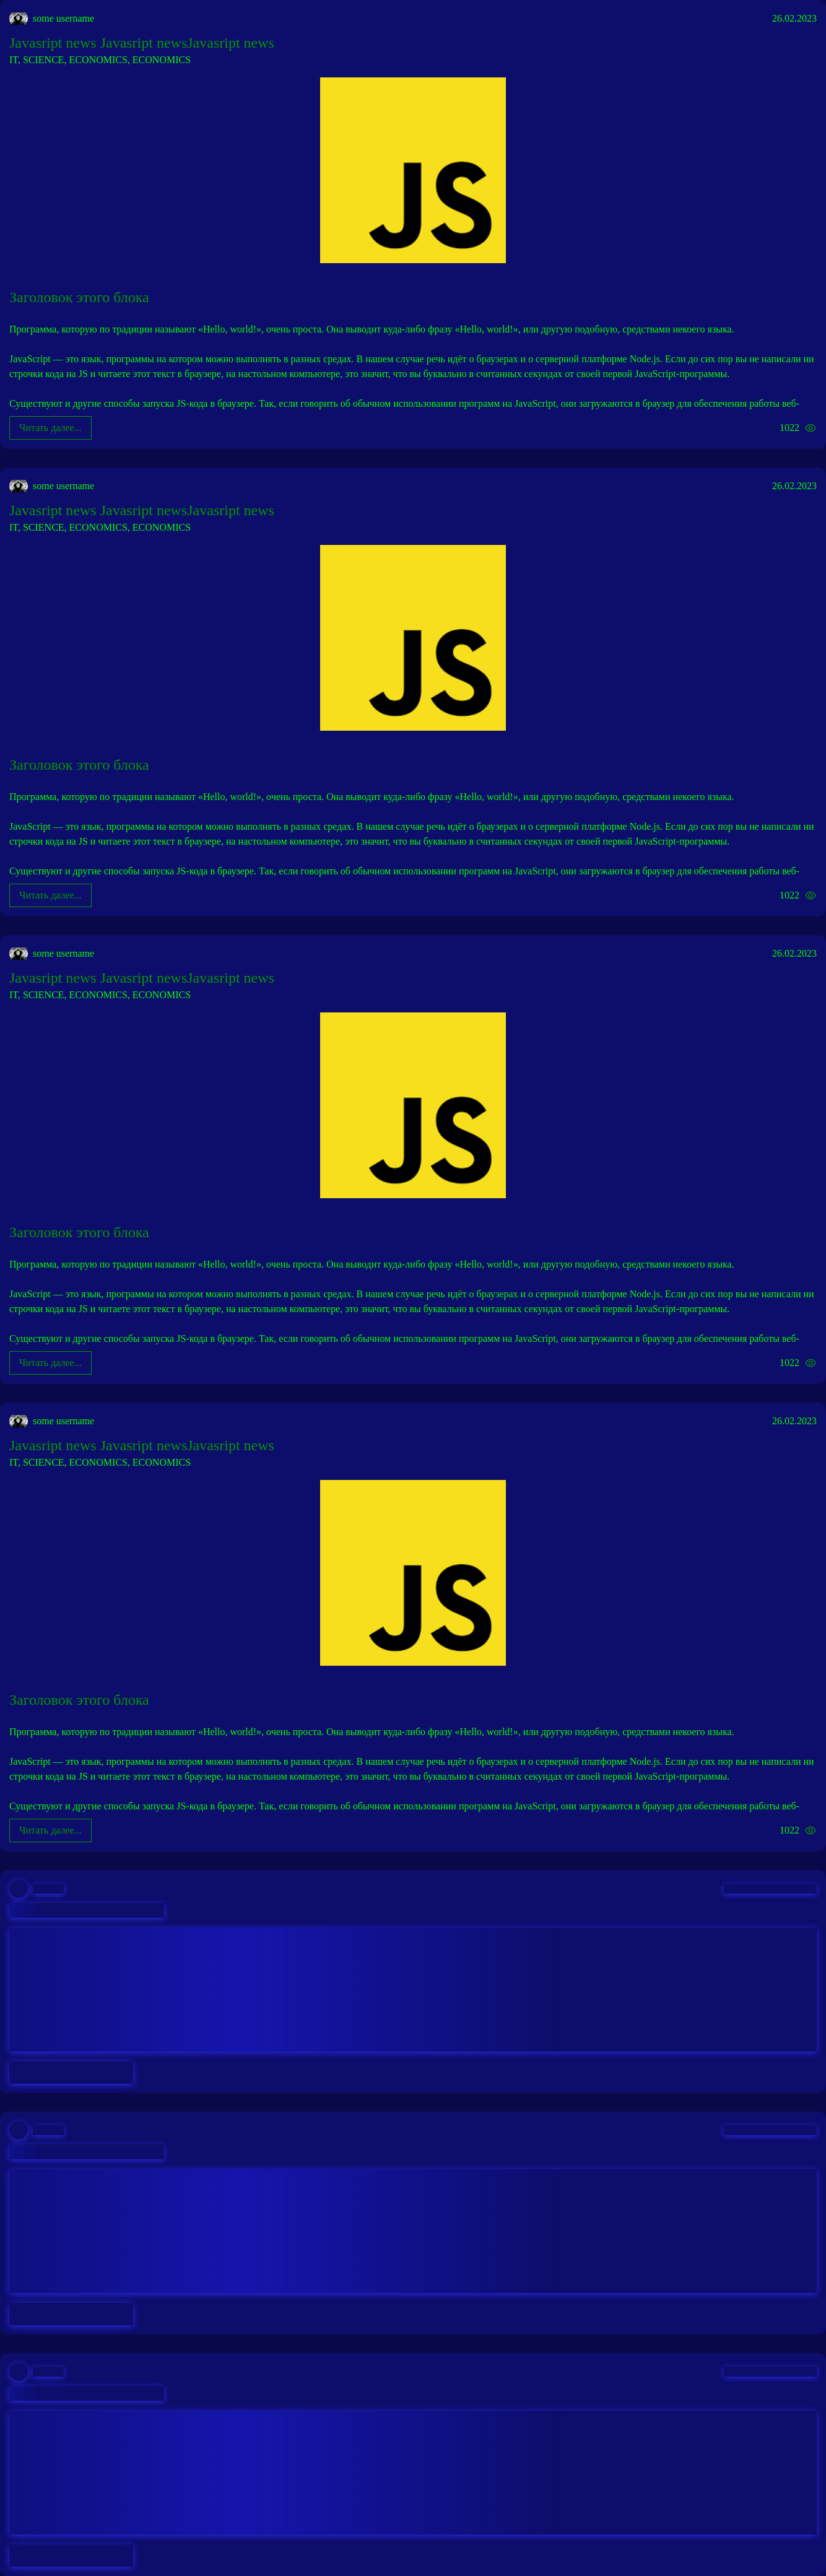 some username
26.02.2023
Javasript news Javasript newsJavasript news
IT, SCIENCE, ECONOMICS, ECONOMICS
JS
Заголовок этого блока
Программа, которую по традиции называют «Hello, world!», очень проста. Она выводит куда-либо фразу «Hello, world!», или другую подобную, средствами некоего языка.
JavaScript — это язык, программы на котором можно выполнять в разных средах. В нашем случае речь идёт о браузерах и о серверной платформе Node.js. Если до сих пор вы не написали ни
строчки кода на JS и читаете этот текст в браузере, на настольном компьютере, это значит, что вы буквально в считанных секундах от своей первой JavaScript-программы.
Существуют и другие способы запуска JS-кода в браузере. Так, если говорить об обычном использовании программ на JavaScript, они загружаются в браузер для обеспечения работы веб-
Читать далее...
1022
some username
26.02.2023
Javasript news Javasript newsJavasript news
IT, SCIENCE, ECONOMICS, ECONOMICS
JS
Заголовок этого блока
Программа, которую по традиции называют «Hello, world!», очень проста. Она выводит куда-либо фразу «Hello, world!», или другую подобную, средствами некоего языка.
JavaScript — это язык, программы на котором можно выполнять в разных средах. В нашем случае речь идёт о браузерах и о серверной платформе Node.js. Если до сих пор вы не написали ни
строчки кода на JS и читаете этот текст в браузере, на настольном компьютере, это значит, что вы буквально в считанных секундах от своей первой JavaScript-программы.
Существуют и другие способы запуска JS-кода в браузере. Так, если говорить об обычном использовании программ на JavaScript, они загружаются в браузер для обеспечения работы веб-
Читать далее...
1022
some username
26.02.2023
Javasript news Javasript newsJavasript news
IT, SCIENCE, ECONOMICS, ECONOMICS
JS
Заголовок этого блока
Программа, которую по традиции называют «Hello, world!», очень проста. Она выводит куда-либо фразу «Hello, world!», или другую подобную, средствами некоего языка.
JavaScript — это язык, программы на котором можно выполнять в разных средах. В нашем случае речь идёт о браузерах и о серверной платформе Node.js. Если до сих пор вы не написали ни
строчки кода на JS и читаете этот текст в браузере, на настольном компьютере, это значит, что вы буквально в считанных секундах от своей первой JavaScript-программы.
Существуют и другие способы запуска JS-кода в браузере. Так, если говорить об обычном использовании программ на JavaScript, они загружаются в браузер для обеспечения работы веб-
Читать далее...
1022
some username
26.02.2023
Javasript news Javasript newsJavasript news
IT, SCIENCE, ECONOMICS, ECONOMICS
JS
Заголовок этого блока
Программа, которую по традиции называют «Hello, world!», очень проста. Она выводит куда-либо фразу «Hello, world!», или другую подобную, средствами некоего языка.
JavaScript — это язык, программы на котором можно выполнять в разных средах. В нашем случае речь идёт о браузерах и о серверной платформе Node.js. Если до сих пор вы не написали ни
строчки кода на JS и читаете этот текст в браузере, на настольном компьютере, это значит, что вы буквально в считанных секундах от своей первой JavaScript-программы.
Существуют и другие способы запуска JS-кода в браузере. Так, если говорить об обычном использовании программ на JavaScript, они загружаются в браузер для обеспечения работы веб-
Читать далее...
1022